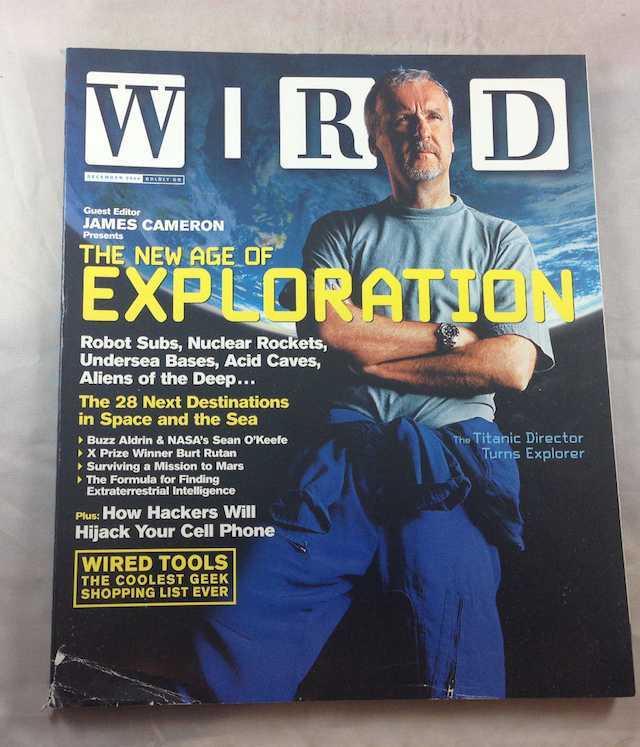 WIRED
DECEMBER 2004
Guest Editor
JAMES CAMERON
Presents
THE NEW AGE OF
EXPLORATION
Robot Subs, Nuclear Rockets,
Undersea Bases, Acid Caves,
Aliens of the Deep...
The 28 Next Destinations
in Space and the Sea
Buzz Aldrin & NASA's Sean O'Keefe
X Prize Winner Burt Rutan
Surviving a Mission to Mars
The Formula for Finding
Extraterrestrial Intelligence
The Titanic Director
Turns Explorer
Plus: How Hackers Will
Hijack Your Cell Phone
WIRED TOOLS
THE COOLEST GEEK
SHOPPING LIST EVER